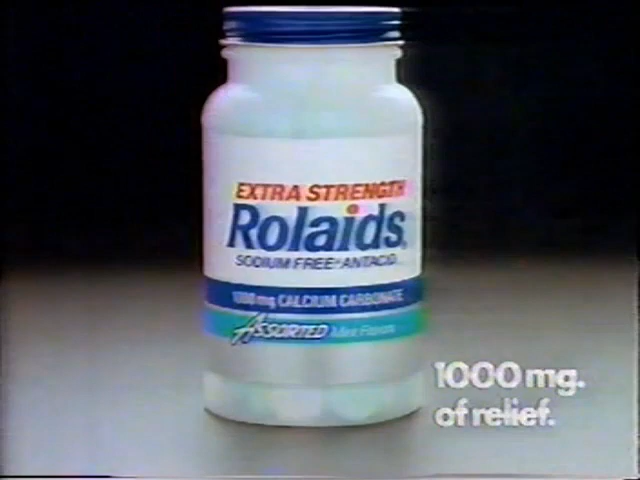 EXTRA STRENGTH
Rolaids
SODIUM FREE* ANTACID
1000 mg CALCIUM CARBONATE
ASSORTED Mint Flavors
1000 mg.
of relief.